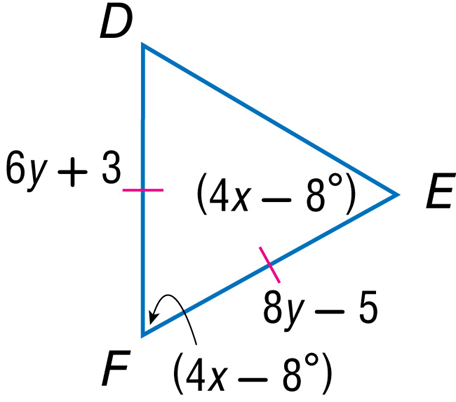 D
6y + 3
(4x – 8°)
E
8y – 5
F
(4x – 8°)